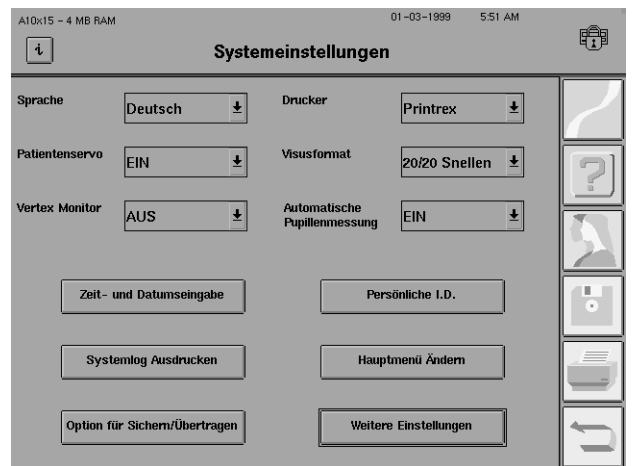 A10x15 - 4 MB RAM
01-03-1999 5:51 AM
i
Systemeinstellungen
Sprache
Deutsch
Drucker
Printrex
Patientenservo
EIN
Visusformat
20/20 Snellen
Vertex Monitor
AUS
Automatische
Pupillenmessung
EIN
Zeit- und Datumseingabe
Persönliche I.D.
Systemlog Ausdrucken
Hauptmenü Ändern
Option für Sichern/Übertragen
Weitere Einstellungen
?